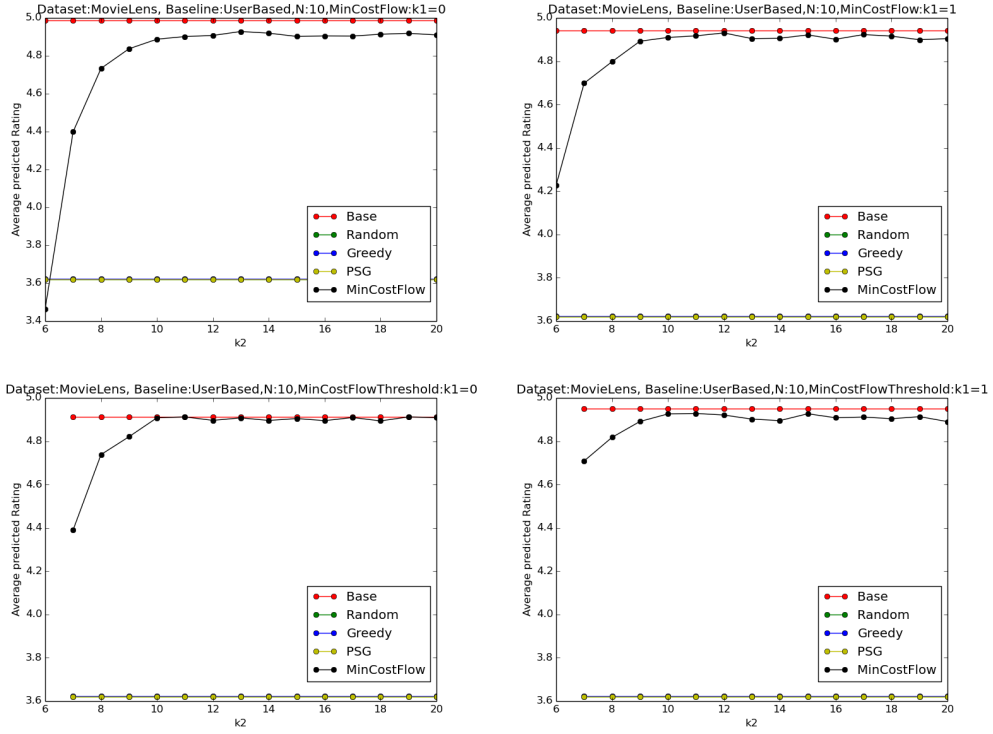 Dataset:MovieLens, Baseline:UserBased,N:10,MinCostFlow:k1=0
5.0
4.8
4.6
4.4
4.2
4.0
3.8
3.6
3.4
Average predicted Rating
Base
Random
Greedy
PSG
MinCostFlow
6 8 10 12 14 16 18 20
k2
Dataset:MovieLens, Baseline:UserBased,N:10,MinCostFlow:k1=1
5.0
4.8
4.6
4.4
4.2
4.0
3.8
3.6
Average predicted Rating
Base
Random
Greedy
PSG
MinCostFlow
6 8 10 12 14 16 18 20
k2
Dataset:MovieLens, Baseline:UserBased,N:10,MinCostFlowThreshold:k1=0
5.0
4.8
4.6
4.4
4.2
4.0
3.8
3.6
Average predicted Rating
Base
Random
Greedy
PSG
MinCostFlow
6 8 10 12 14 16 18 20
k2
Dataset:MovieLens, Baseline:UserBased,N:10,MinCostFlowThreshold:k1=1
5.0
4.8
4.6
4.4
4.2
4.0
3.8
3.6
Average predicted Rating
Base
Random
Greedy
PSG
MinCostFlow
6 8 10 12 14 16 18 20
k2